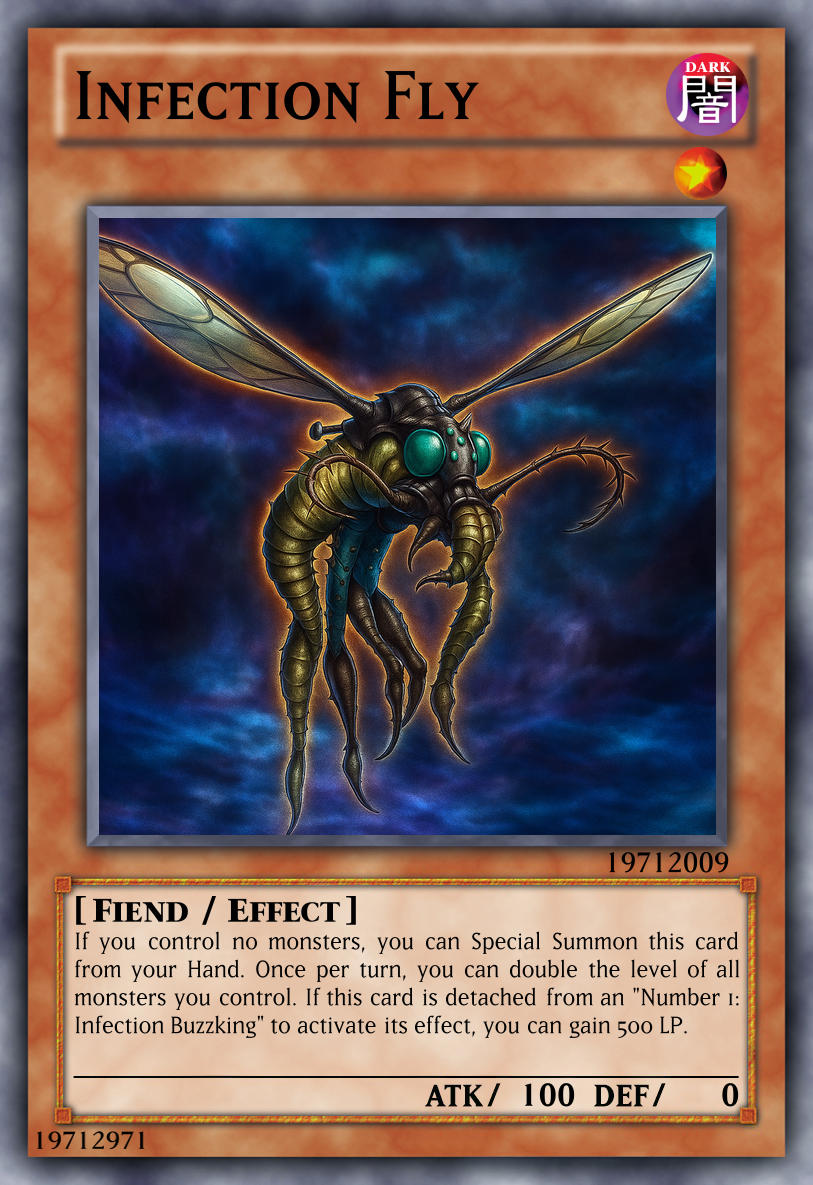 Infection Fly
DARK
闇
19712009
[ Fiend / Effect ]
If you control no monsters, you can Special Summon this card
from your Hand. Once per turn, you can double the level of all
monsters you control. If this card is detached from an "Number 1:
Infection Buzzking" to activate its effect, you can gain 500 LP.
ATK/ 100 DEF/ 0
19712971